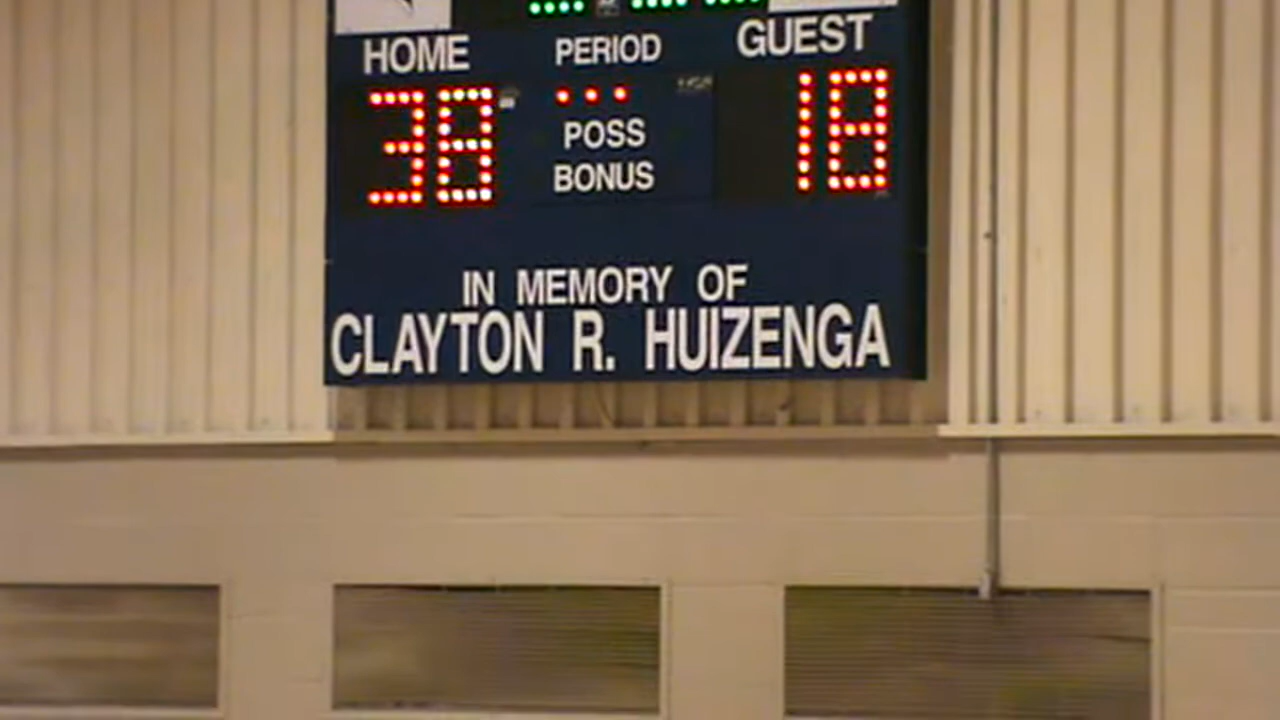 HOME PERIOD GUEST
38 18
POSS
BONUS
IN MEMORY OF
CLAYTON R. HUIZENGA